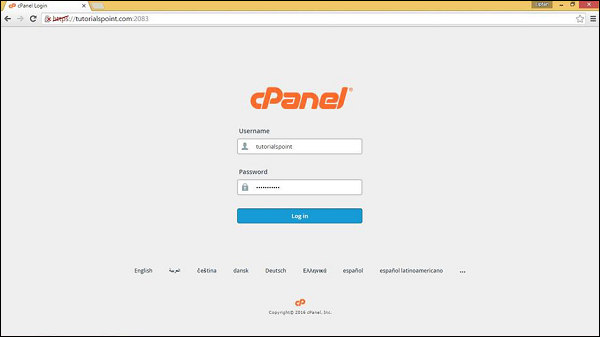 cPanel Login
https://tutorialspoint.com:2083
cPanel®
Username
tutorialspoint
Password
•••••••••••
Log in
English العربية čeština dansk Deutsch Ελληνικά español español latinoamericano ...
cP
Copyright© 2016 cPanel, Inc.